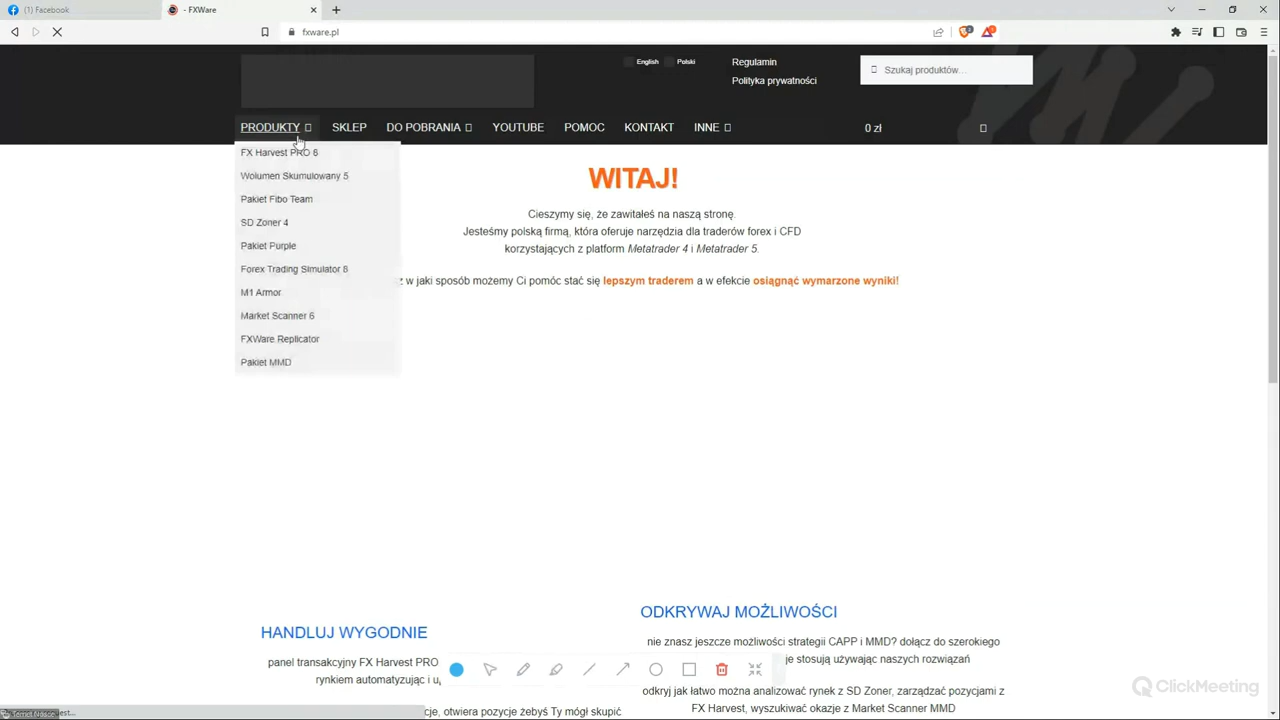 (1) Facebook
- FXWare
fxware.pl
English
Polski
Regulamin
Polityka prywatności
Szukaj produktów…
PRODUKTY
SKLEP
DO POBRANIA
YOUTUBE
POMOC
KONTAKT
INNE
0 zł
FX Harvest PRO 6
Wolumen Skumulowany 5
Pakiet Fibo Team
SD Zoner 4
Pakiet Purple
Forex Trading Simulator 8
M1 Armor
Market Scanner 6
FXWare Replicator
Pakiet MMD
WITAJ!
Cieszymy się, że zawitałeś na naszą stronę.
Jesteśmy polską firmą, która oferuje narzędzia dla traderów forex i CFD
korzystających z platform Metatrader 4 i Metatrader 5.
z w jaki sposób możemy Ci pomóc stać się lepszym traderem a w efekcie osiągnąć wymarzone wyniki!
HANDLUJ WYGODNIE
panel transakcyjny FX Harvest PRO
rynkiem automatyzując i
cje, otwiera pozycje żebyś Ty mógł skupić
ODKRYWAJ MOŻLIWOŚCI
nie znasz jeszcze możliwości strategii CAPP i MMD? dołącz do szerokiego
je stosują używając naszych rozwiązań
odkryj jak łatwo można analizować rynek z SD Zoner, zarządzać pozycjami z
FX Harvest, wyszukiwać okazje z Market Scanner MMD
ClickMeeting